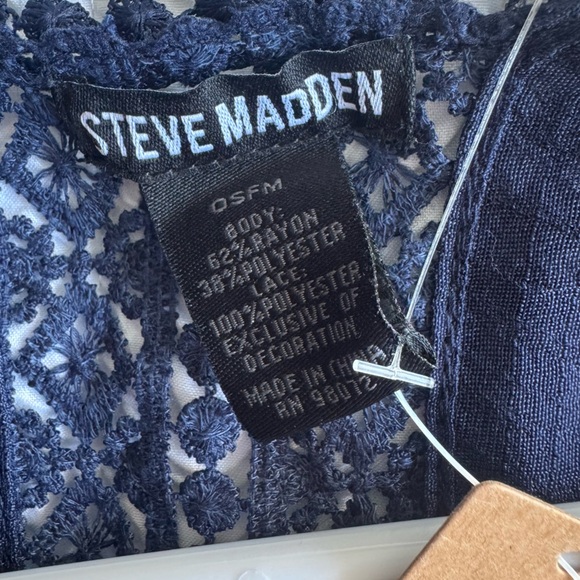 STEVE MADDEN
OSFM
BODY:
62% RAYON
38% POLYESTER
LACE:
100% POLYESTER
EXCLUSIVE OF
DECORATION
MADE IN CHINA
RN 98072